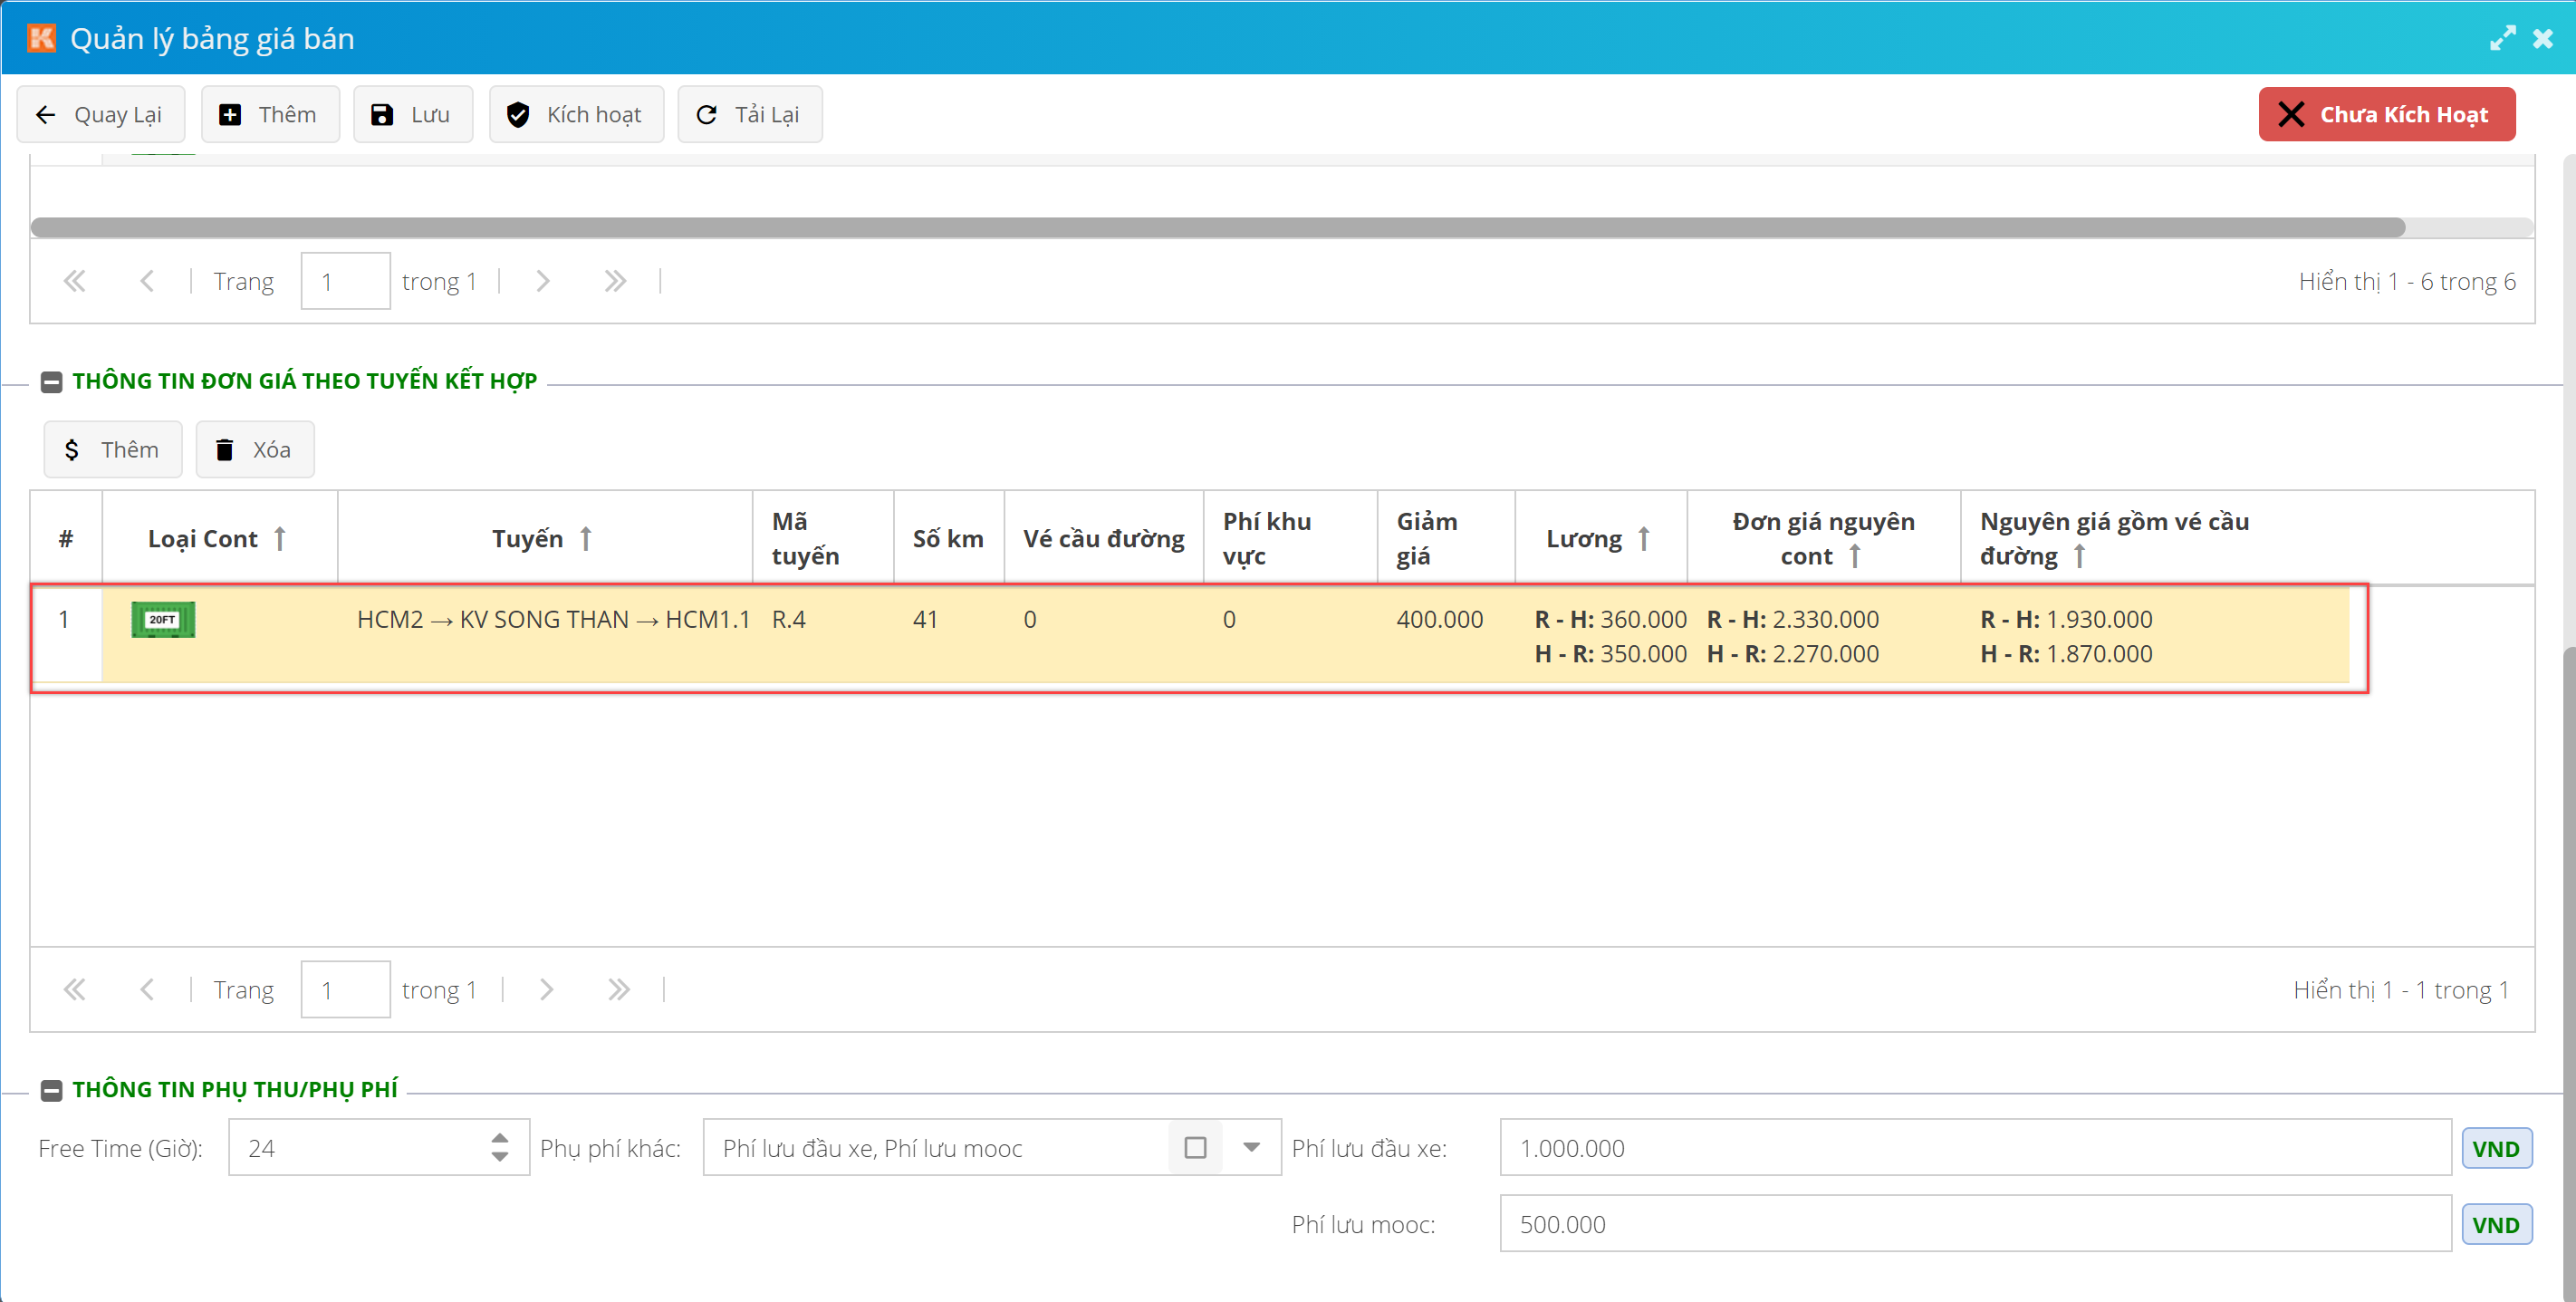 K Quản lý bảng giá bán
Quay Lại Thêm Lưu Kích hoạt Tải Lại Chưa Kích Hoạt
Trang 1 trong 1 Hiển thị 1 - 6 trong 6
THÔNG TIN ĐƠN GIÁ THEO TUYẾN KẾT HỢP
$ Thêm Xóa
# Loại Cont ↑ Tuyến ↑ Mã tuyến Số km Vé cầu đường Phí khu vực Giảm giá Lương ↑ Đơn giá nguyên cont ↑ Nguyên giá gồm vé cầu đường ↑
1 20FT HCM2 → KV SONG THAN → HCM1.1 R.4 41 0 0 400.000 R - H: 360.000 R - H: 2.330.000 R - H: 1.930.000
H - R: 350.000 H - R: 2.270.000 H - R: 1.870.000
Trang 1 trong 1 Hiển thị 1 - 1 trong 1
THÔNG TIN PHỤ THU/PHỤ PHÍ
Free Time (Giờ): 24 Phụ phí khác: Phí lưu đầu xe, Phí lưu mooc Phí lưu đầu xe: 1.000.000 VND
Phí lưu mooc: 500.000 VND